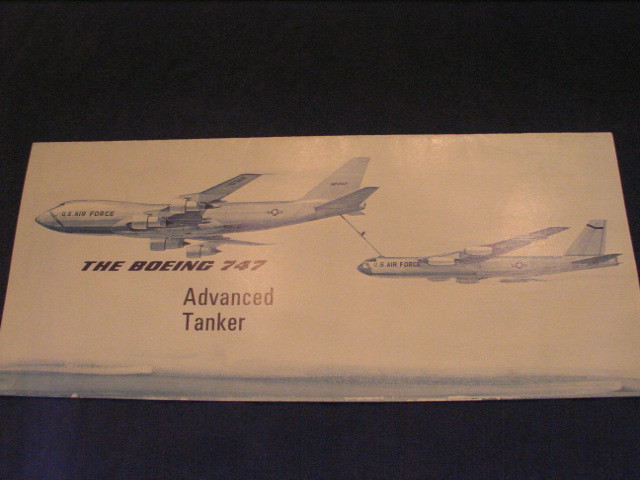 U.S. AIR FORCE
U.S. AIR FORCE
THE BOEING 747
Advanced
Tanker